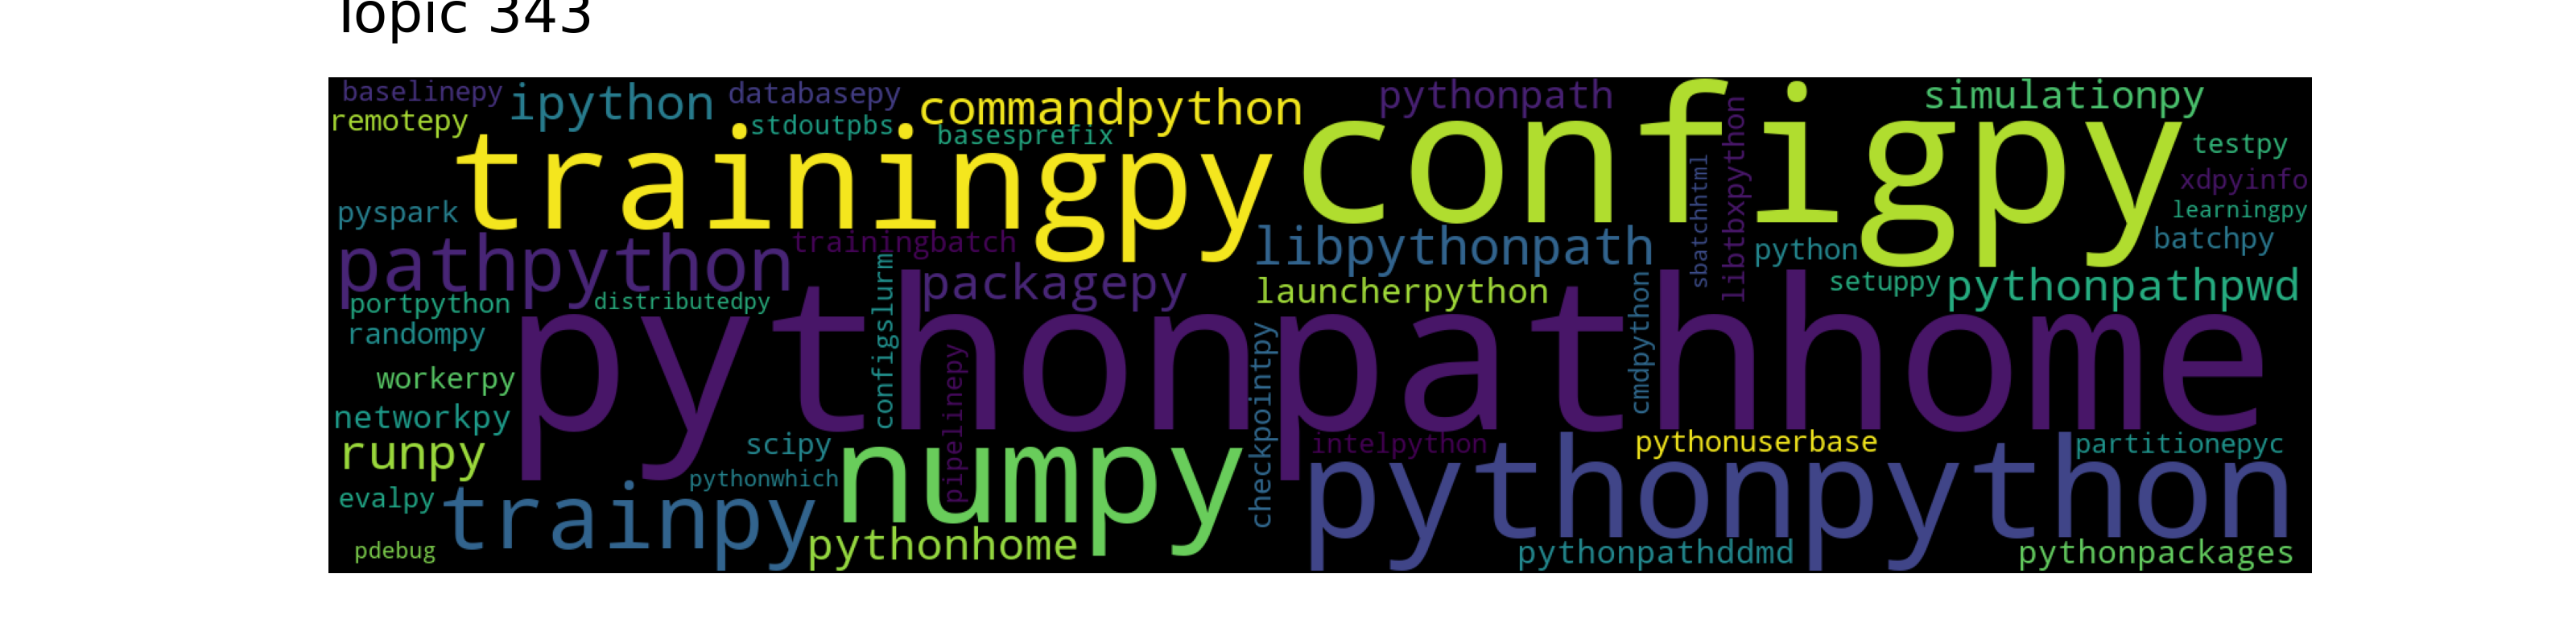 Topic 343
baselinepy
ipython
databasepy
commandpython
pythonpath
simulationpy
remotepy
stdoutpbs
basesprefix
trainingpy
configpy
testpy
xdpyinfo
pyspark
learningpy
sbatchhtml
libtbxpython
pathpython
trainingbatch
libpythonpath
python
batchpy
packagepy
launcherpython
setuppy
pythonpathpwd
portpython
distributedpy
randompy
configslurm
pythonpathhome
cmdpython
workerpy
pipelinepy
checkpointpy
networkpy
runpy
scipy
numpy
intelpython
pythonuserbase
partitionepyc
pythonwhich
pythonpython
evalpy
trainpy
pythonhome
pdebug
pythonpathddmd
pythonpackages